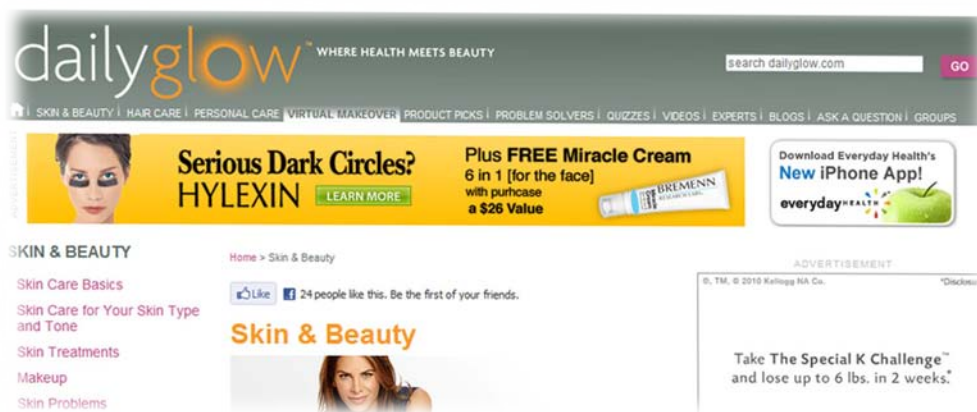 dailyglow™ WHERE HEALTH MEETS BEAUTY
search dailyglow.com GO
SKIN & BEAUTY HAIR CARE PERSONAL CARE VIRTUAL MAKEOVER PRODUCT PICKS PROBLEM SOLVERS QUIZZES VIDEOS EXPERTS BLOGS ASK A QUESTION GROUPS
ADVERTISEMENT
Serious Dark Circles?
HYLEXIN LEARN MORE
Plus FREE Miracle Cream
6 in 1 [for the face]
with purhcase
a $26 Value
BREMENN
RESEARCH LABS
Download Everyday Health's
New iPhone App!
everyday HEALTH
SKIN & BEAUTY
Skin Care Basics
Skin Care for Your Skin Type
and Tone
Skin Treatments
Makeup
Skin Problems
Home > Skin & Beauty
Like 24 people like this. Be the first of your friends.
Skin & Beauty
ADVERTISEMENT
®, TM, © 2010 Kellogg NA Co. *Disclosu
Take The Special K Challenge™
and lose up to 6 lbs. in 2 weeks.*